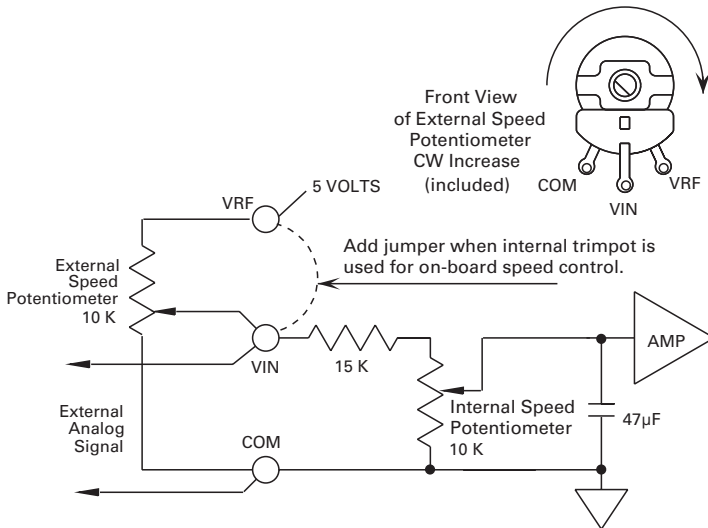 Front View
of External Speed
Potentiometer
CW Increase
(included)
COM
VRF
VIN
VRF
5 VOLTS
External
Speed
Potentiometer
10 K
Add jumper when internal trimpot is
used for on-board speed control.
AMP
VIN
15 K
Internal Speed
Potentiometer
10 K
47µF
External
Analog
Signal
COM